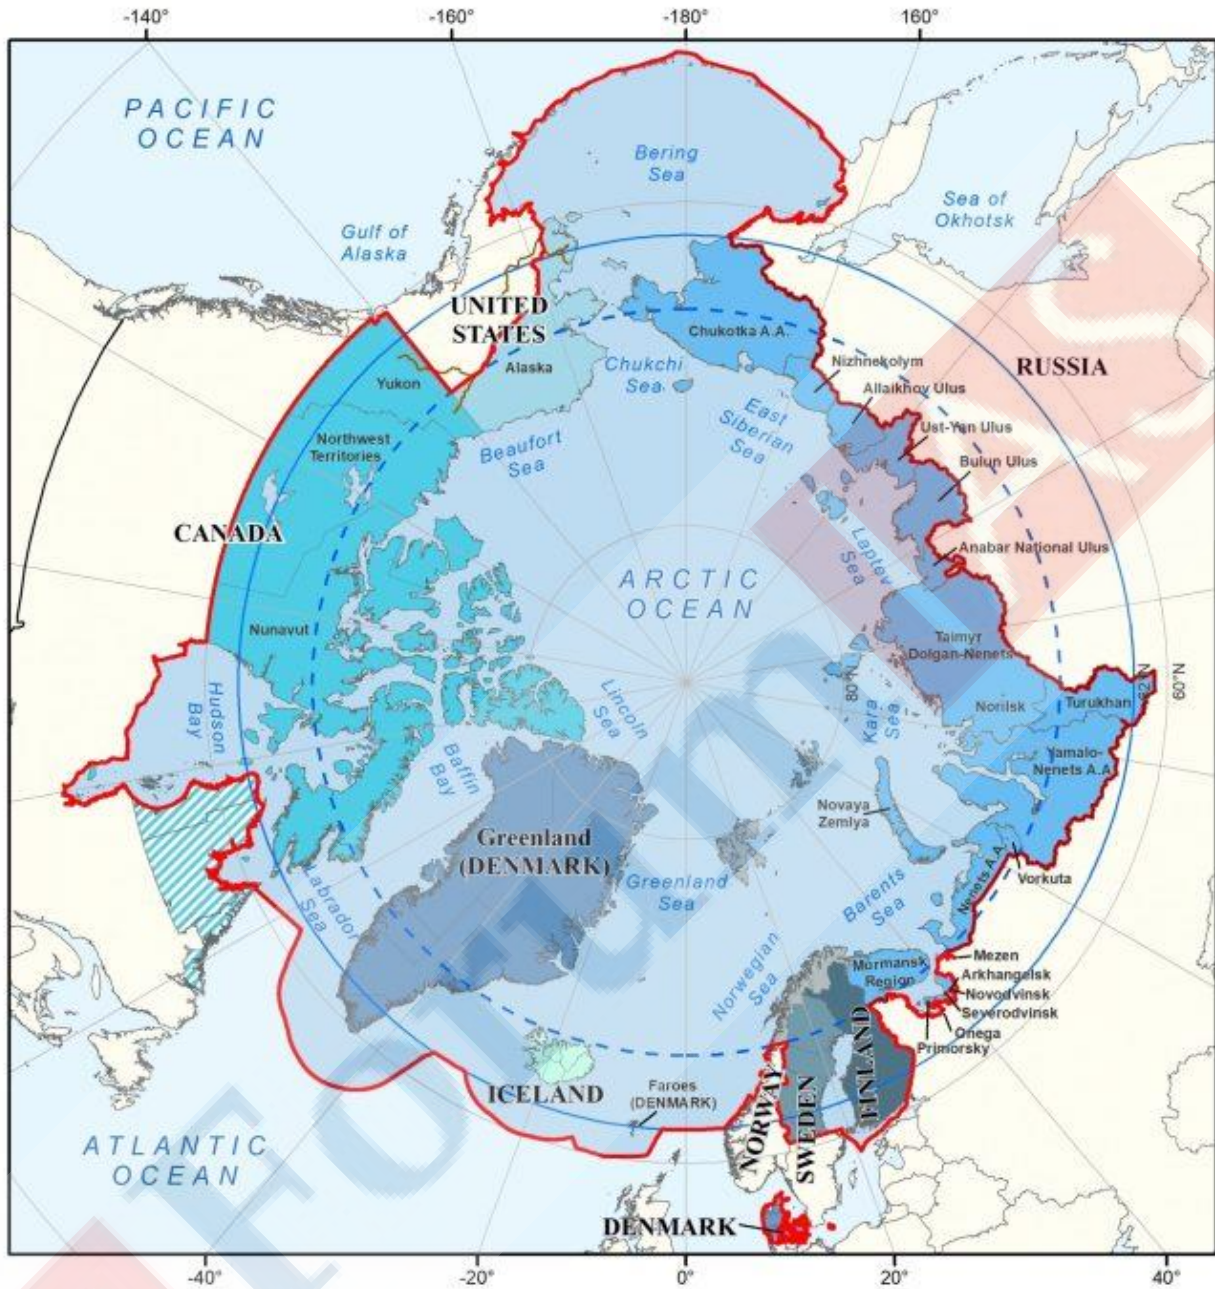 -140°
-160°
-180°
160°
PACIFIC
OCEAN
Bering
Sea
Sea of
Okhotsk
Gulf of
Alaska
UNITED
STATES
Chukotka A.A.
Nizhnekolym
RUSSIA
Yukon
Alaska
Chukchi
Sea
Allaikhov Ulus
East
Siberian
Sea
Ust-Yan Ulus
Northwest
Territories
Beaufort
Sea
Bulun Ulus
CANADA
Laptev
Sea
Anabar National Ulus
ARCTIC
OCEAN
Nunavut
Taimyr
Dolgan-Nenets
Hudson
Bay
Lincoln
Sea
80°N
Kara
Sea
Norilsk
Turukhan
62°N
60°N
Baffin
Bay
Yamalo-
Nenets A.A.
Novaya
Zemlya
Greenland
(DENMARK)
Greenland
Sea
Barents
Sea
Nenets A.A.
Vorkuta
Labrador
Sea
Norwegian
Sea
Mormansk
Region
Mezen
Arkhangelsk
Novodvinsk
Severodvinsk
Onega
Primorsky
ICELAND
Faroes
(DENMARK)
NORWAY
SWEDEN
FINLAND
ATLANTIC
OCEAN
DENMARK
-40°
-20°
0°
20°
40°
Forum IAS